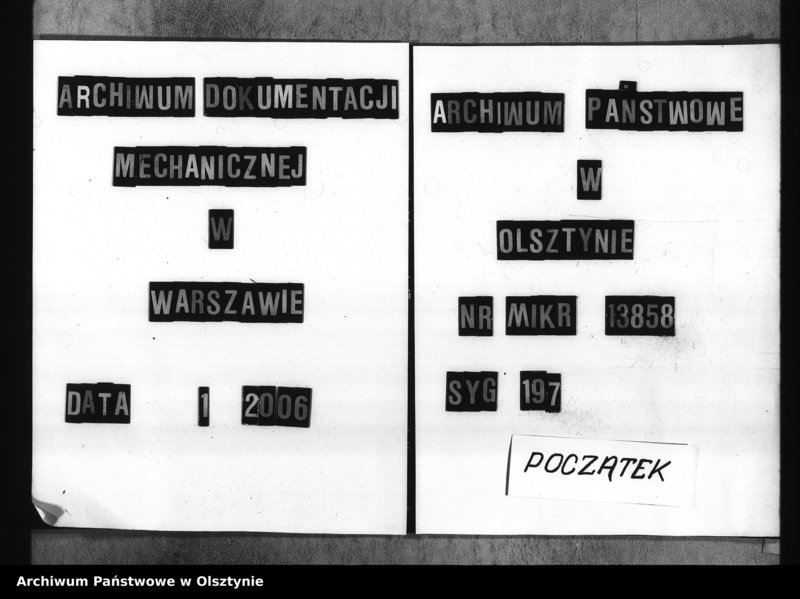 ARCHIWUM DOKUMENTACJI
MECHANICZNEJ
W
WARSZAWIE
DATA 1 2006
ARCHIWUM PAŃSTWOWE
W
OLSZTYNIE
NR MIKR 13858
SYG 197
POCZĄTEK
Archiwum Państwowe w Olsztynie